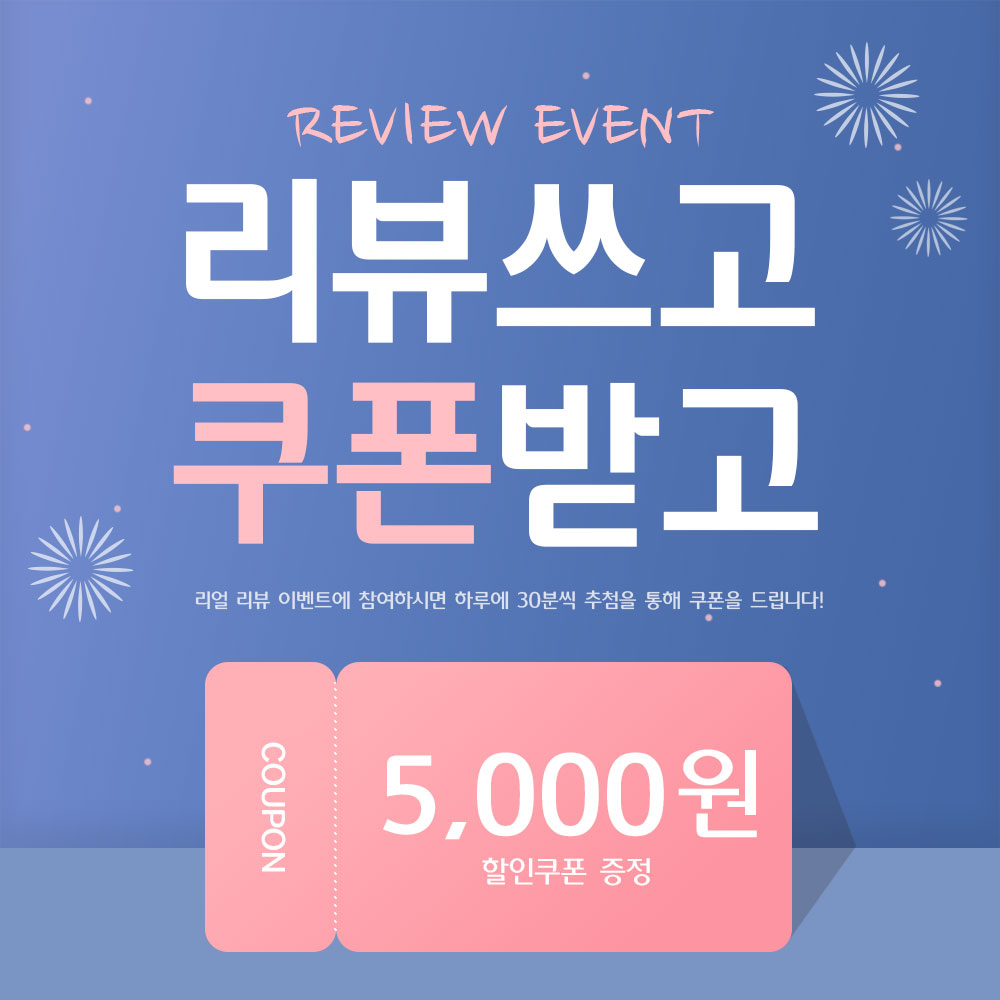 REVIEW EVENT
리뷰쓰고
쿠폰받고
리얼 리뷰 이벤트에 참여하시면 하루에 30분씩 추첨을 통해 쿠폰을 드립니다!
COUPON
5,000원
할인쿠폰 증정